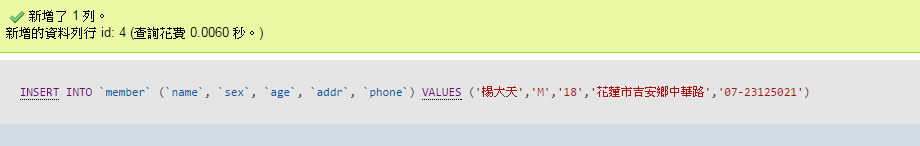 新增了 1 列。
新增的資料列行 id: 4 (查詢花費 0.0060 秒。)
INSERT INTO `member` (`name`, `sex`, `age`, `addr`, `phone`) VALUES ('楊大天','M','18','花蓮市吉安鄉中華路','07-23125021')